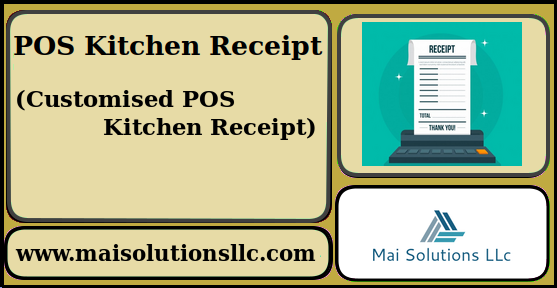 POS Kitchen Receipt
(Customised POS
Kitchen Receipt)
www.maisolutionsllc.com
RECEIPT
TOTAL
THANK YOU!
Mai Solutions LLc